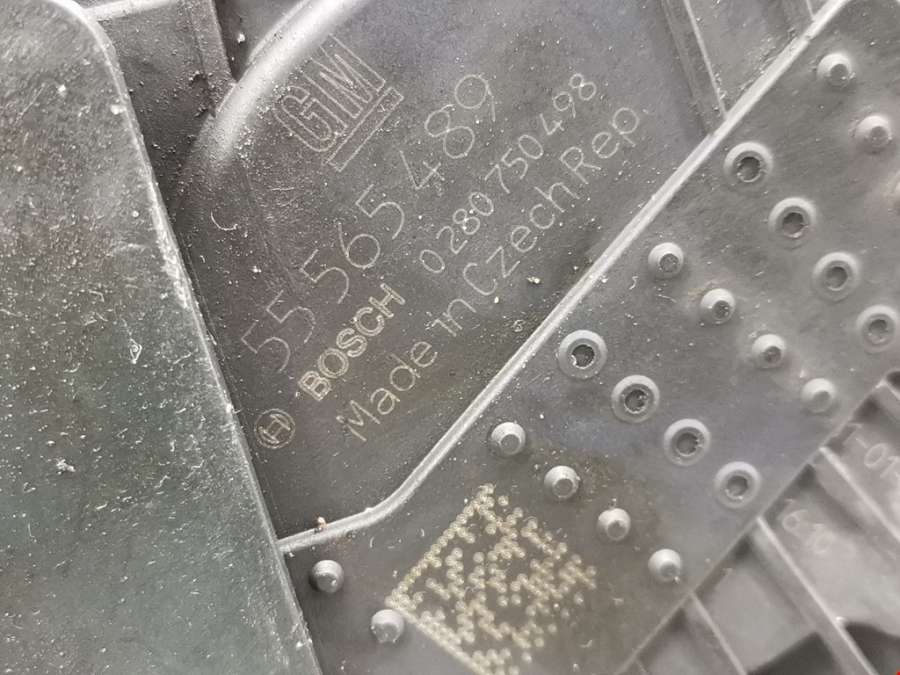 GM
55565489
BOSCH 0280750498
Made in Czech Rep.